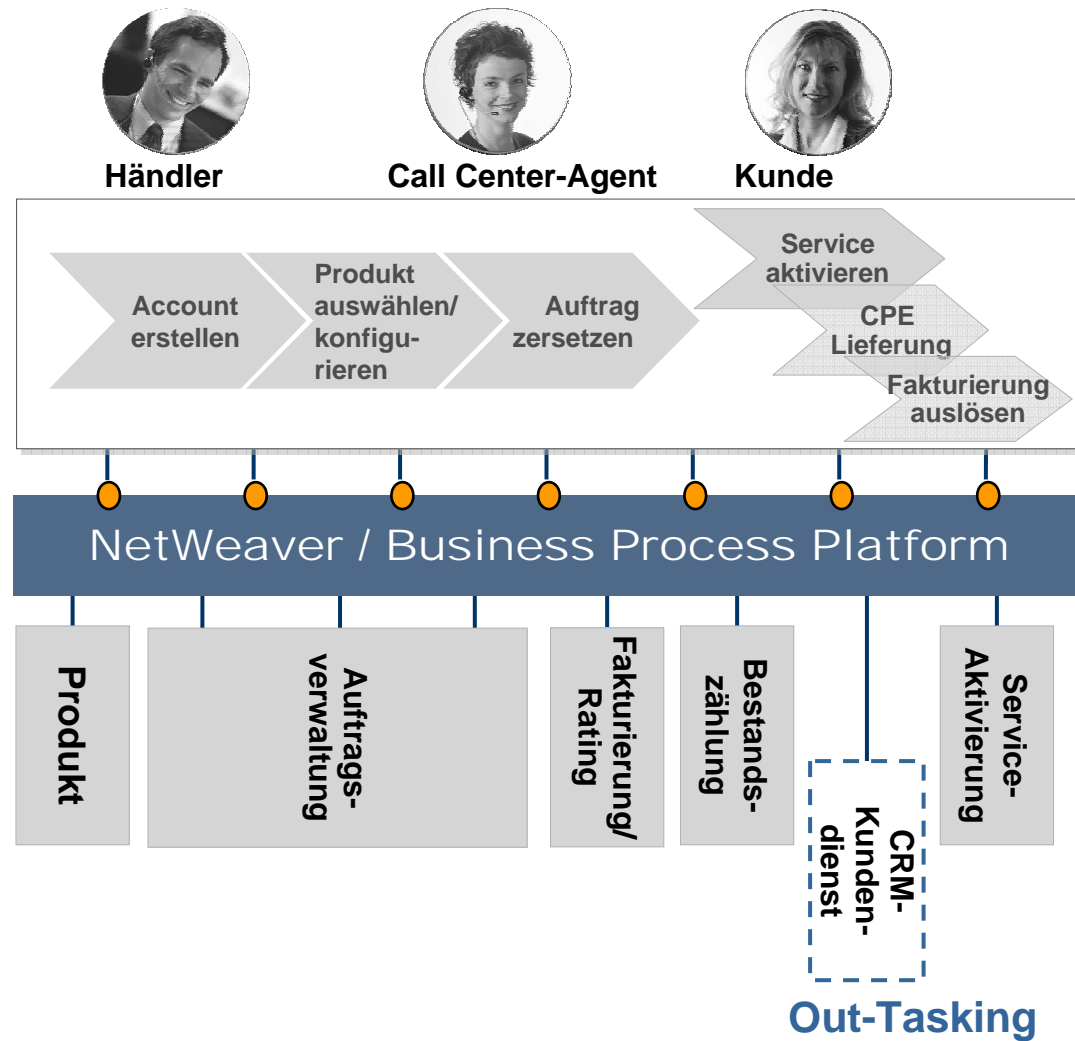 Händler
Call Center-Agent
Kunde
Account
erstellen
Produkt
auswählen/
konfigu-
rieren
Auftrag
zersetzen
Service
aktivieren
CPE
Lieferung
Fakturierung
auslösen
NetWeaver / Business Process Platform
Produkt
Auftrags-
verwaltung
Fakturierung/
Rating
Bestands-
zählung
CRM-
Kunden-
dienst
Service-
Aktivierung
Out-Tasking